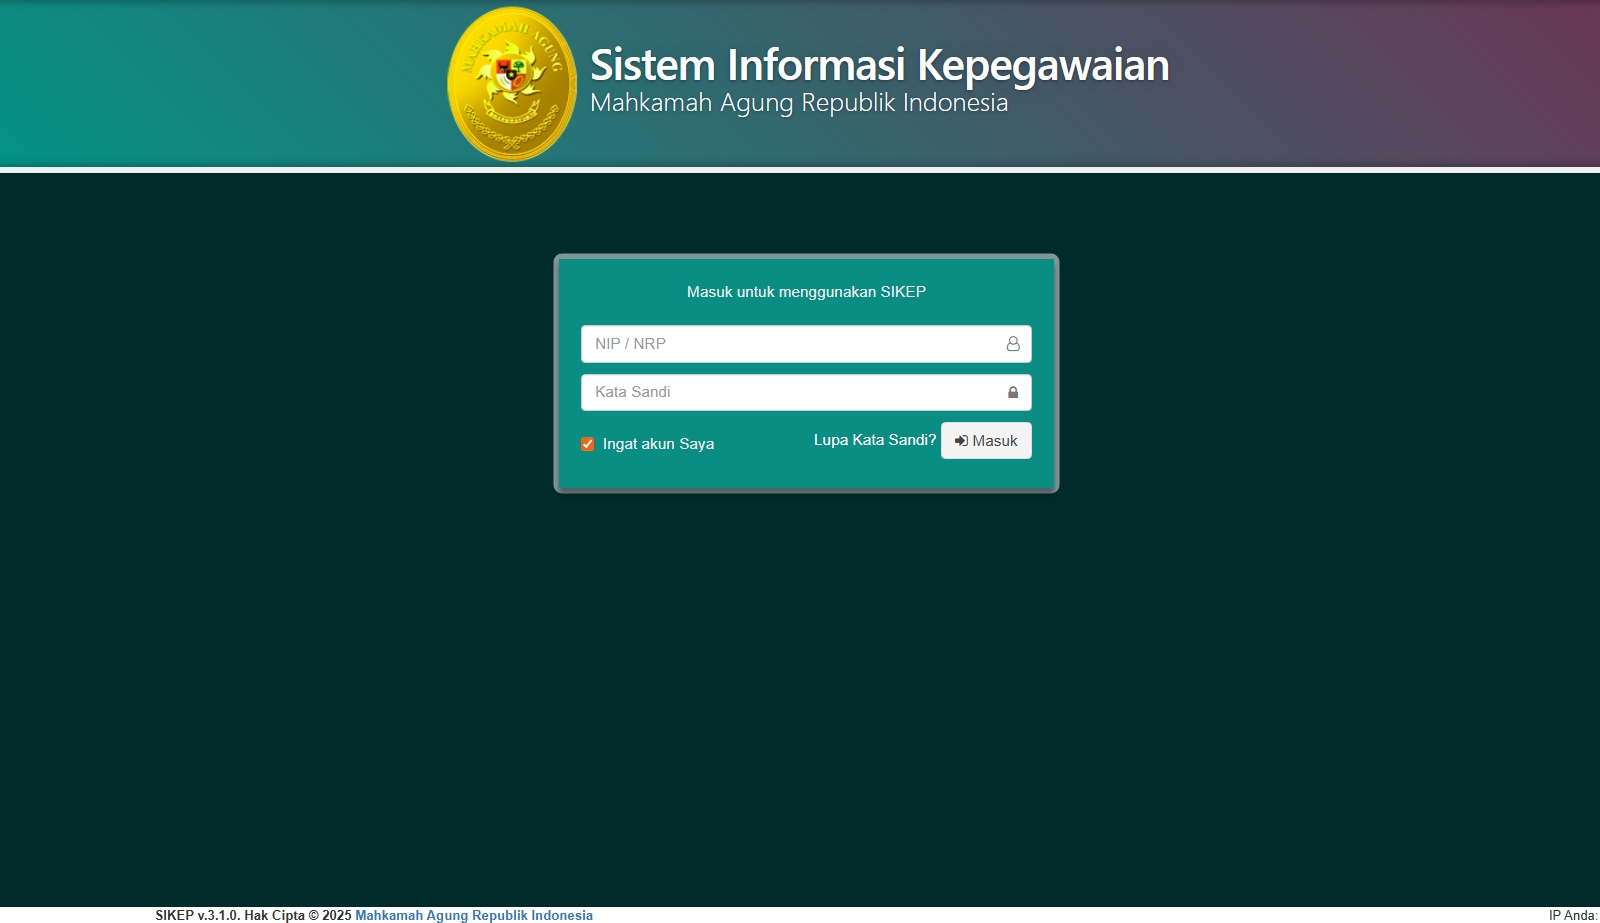 MAHKAMAH AGUNG
Sistem Informasi Kepegawaian
Mahkamah Agung Republik Indonesia
Masuk untuk menggunakan SIKEP
NIP / NRP
Kata Sandi
Ingat akun Saya
Lupa Kata Sandi? Masuk
SIKEP v.3.1.0. Hak Cipta © 2025 Mahkamah Agung Republik Indonesia
IP Anda: